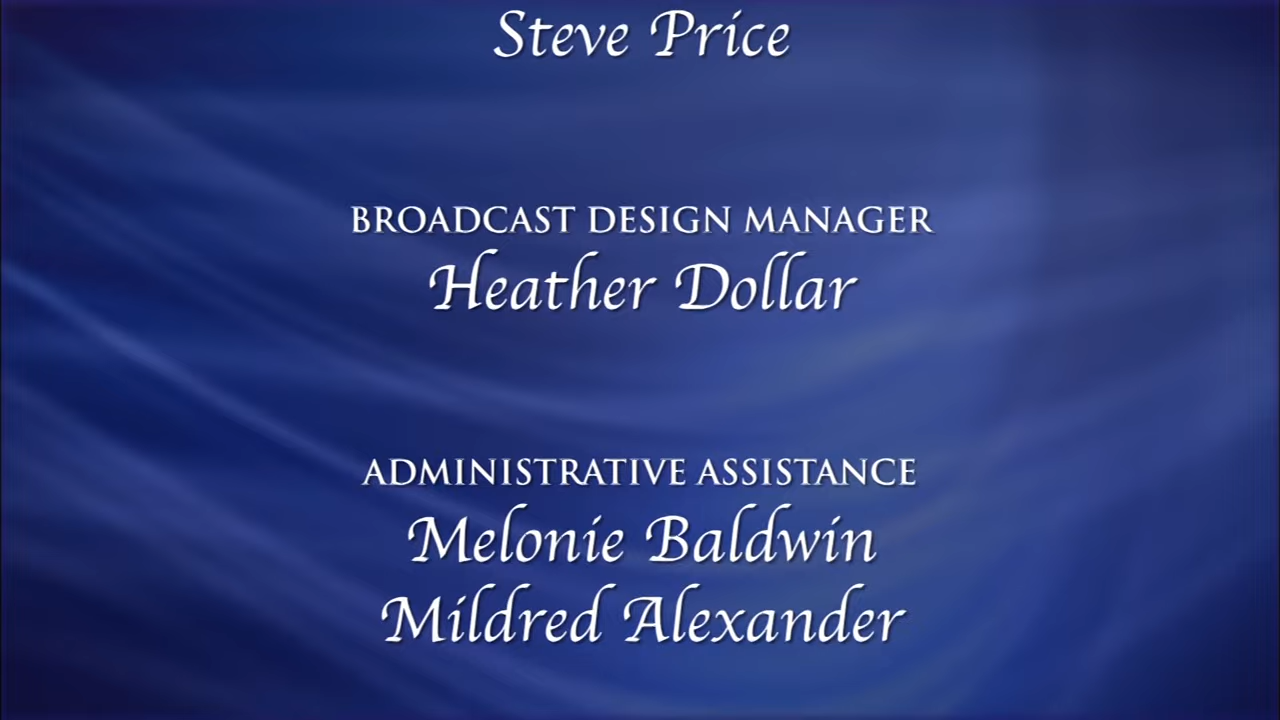 Steve Price
BROADCAST DESIGN MANAGER
Heather Dollar
ADMINISTRATIVE ASSISTANCE
Melonie Baldwin
Mildred Alexander